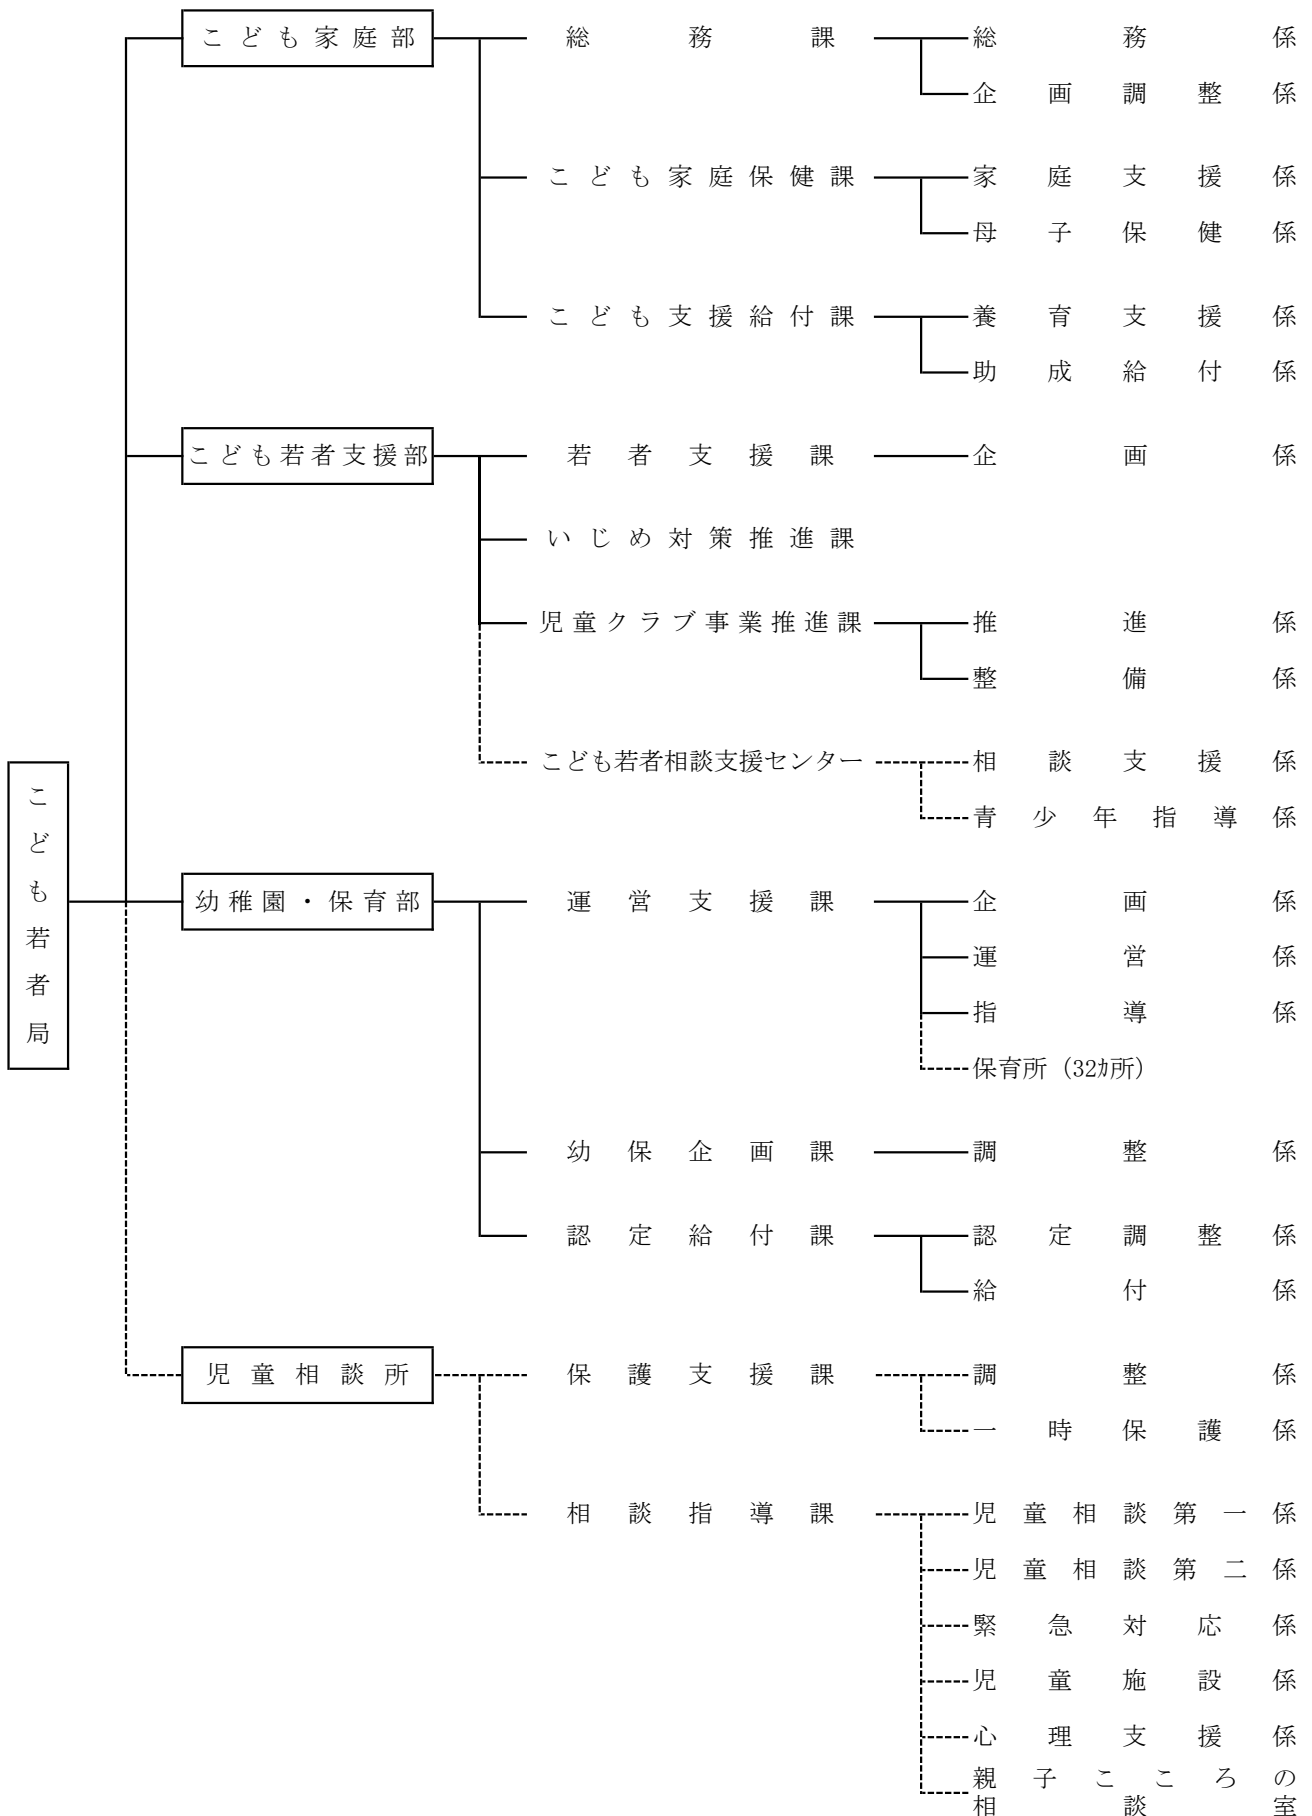 こども家庭部 総務課 総務係
企画調整係
こども家庭保健課 家庭支援係
母子保健係
こども支援給付課 養育支援係
助成給付係
こども若者支援部 若者支援課 企画係
いじめ対策推進課
児童クラブ事業推進課 推進係
整備係
こども若者相談支援センター 相談支援係
青少年指導係
こども若者局
幼稚園・保育部 運営支援課 企画係
運営係
指導係
保育所（32ｶ所）
幼保企画課 調整係
認定給付課 認定調整係
給付係
児童相談所 保護支援課 調整係
一時保護係
相談指導課 児童相談第一係
児童相談第二係
緊急対応係
児童施設係
心理支援係
親子こころの
相談室